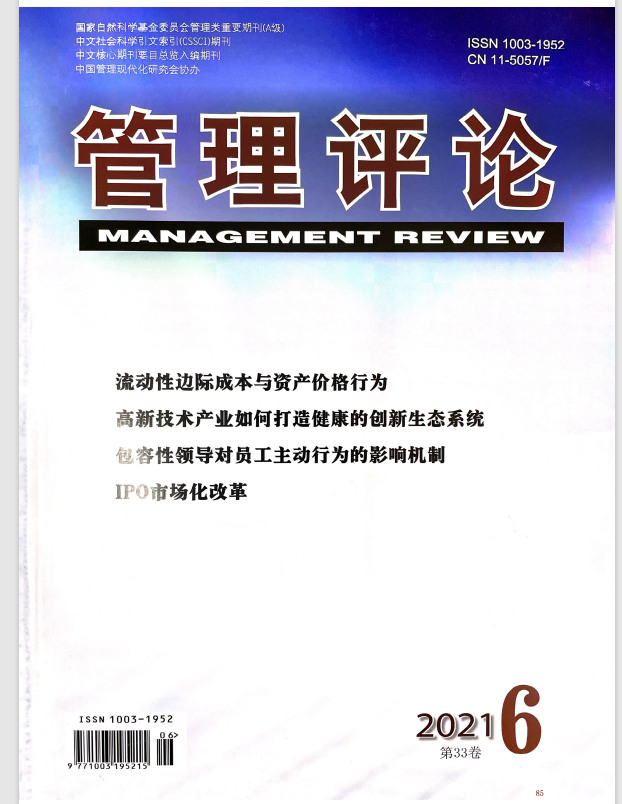 国家自然科学基金委员会管理类重要期刊(A级)
中文社会科学引文索引(CSSCI)期刊
中文核心期刊要目总览入编期刊
中国管理现代化研究会协办
ISSN 1003-1952
CN 11-5057/F
管理评论
MANAGEMENT REVIEW
流动性边际成本与资产价格行为
高新技术产业如何打造健康的创新生态系统
包容性领导对员工主动行为的影响机制
IPO市场化改革
ISSN 1003-1952
06>
9 771003 195215
2021 6
第33卷
85